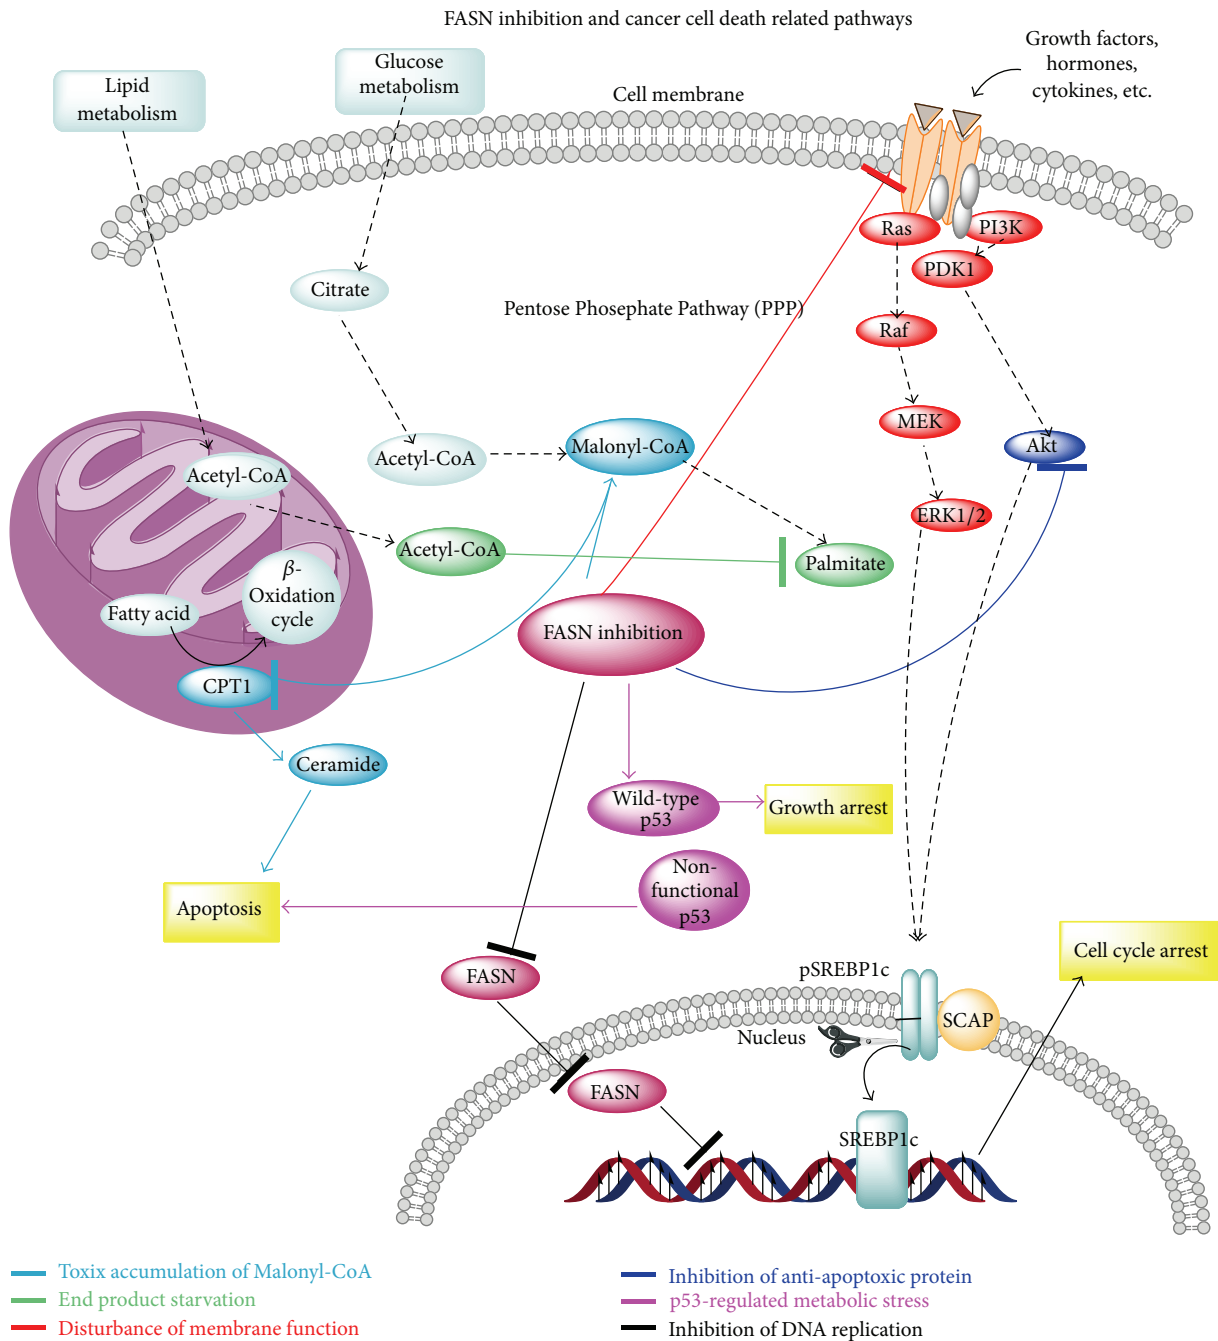 FASN inhibition and cancer cell death related pathways
Lipid
metabolism
Glucose
metabolism
Growth factors,
hormones,
cytokines, etc.
Cell membrane
Ras
PI3K
PDK1
Citrate
Pentose Phosephate Pathway (PPP)
Raf
MEK
Akt
Acetyl-CoA
Acetyl-CoA
Malonyl-CoA
ERK1/2
Acetyl-CoA
Palmitate
β-
Oxidation
cycle
Fatty acid
FASN inhibition
CPT1
Ceramide
Wild-type
p53
Growth arrest
Non-
functional
p53
Apoptosis
FASN
pSREBP1c
Cell cycle arrest
SCAP
Nucleus
FASN
SREBP1c
Toxix accumulation of Malonyl-CoA
End product starvation
Disturbance of membrane function
Inhibition of anti-apoptoxic protein
p53-regulated metabolic stress
Inhibition of DNA replication